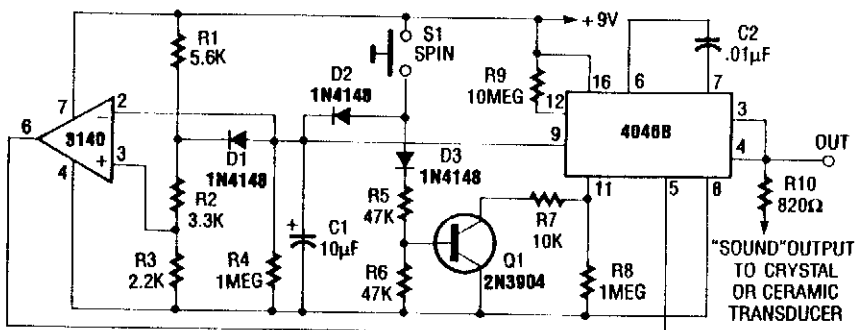 + 9V
R1
5.6K
S1
SPIN
C2
.01µF
D2
1N4148
R9
10MEG
16
6
7
12
7
2
6
3140
−
+
3
4
9
4046B
3
4
OUT
D1
1N4148
D3
1N4148
11
5
8
R2
3.3K
R5
47K
R7
10K
R10
820Ω
+
C1
10µF
R3
2.2K
R4
1MEG
R6
47K
Q1
2N3904
R8
1MEG
"SOUND" OUTPUT
TO CRYSTAL
OR CERAMIC
TRANSDUCER